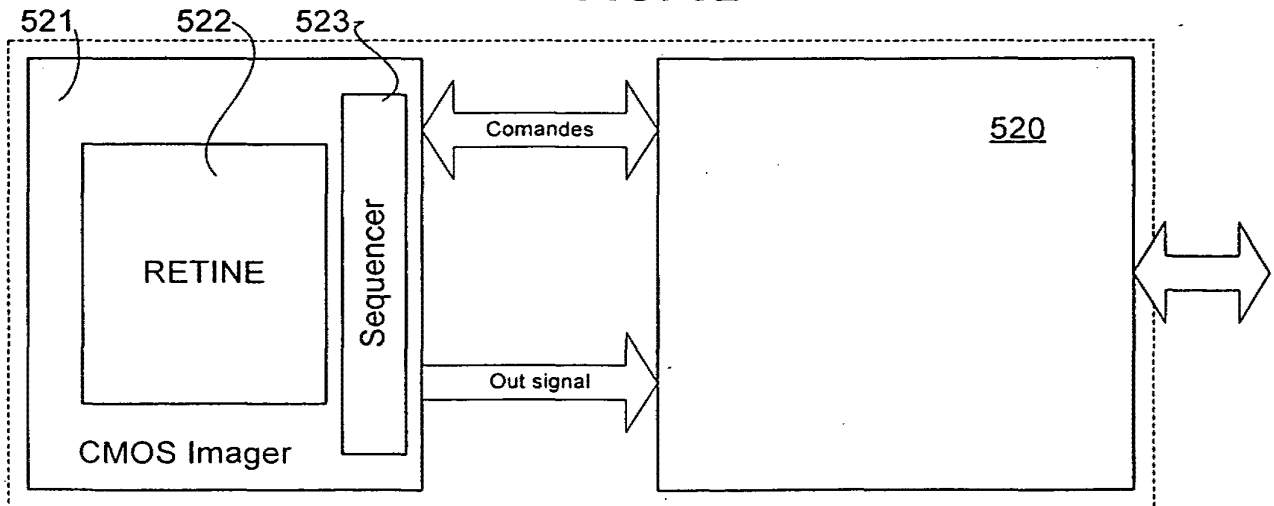 521
522
523
520
Comandes
RETINE
Sequencer
Out signal
CMOS Imager